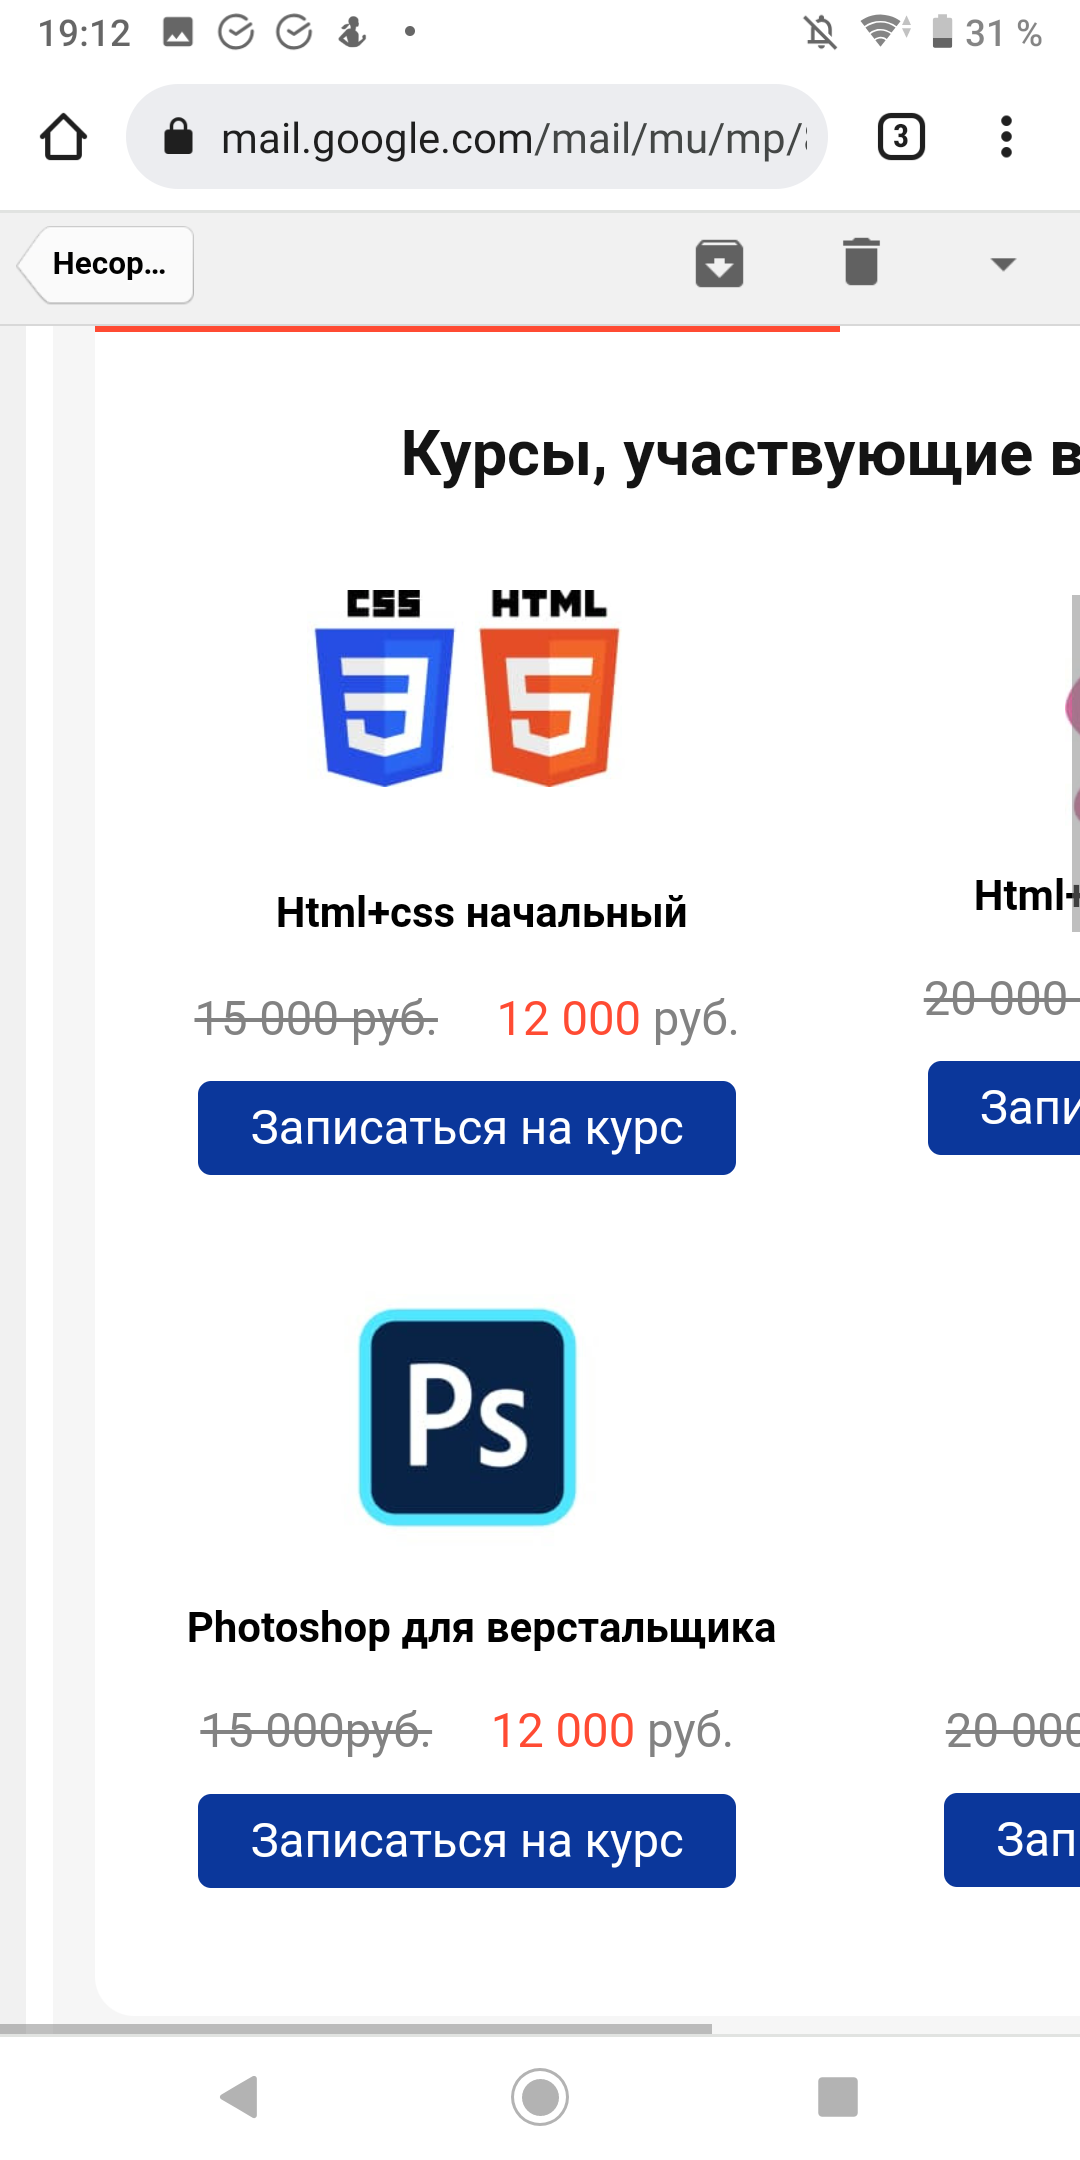 19:12
31 %
mail.google.com/mail/mu/mp/
3
Несор...
Курсы, участвующие в
CSS HTML
Html+css начальный
Html+
15 000 руб. 12 000 руб.
20 000
Записаться на курс
Запи
Ps
Photoshop для верстальщика
15 000руб. 12 000 руб.
20 000
Записаться на курс
Зап